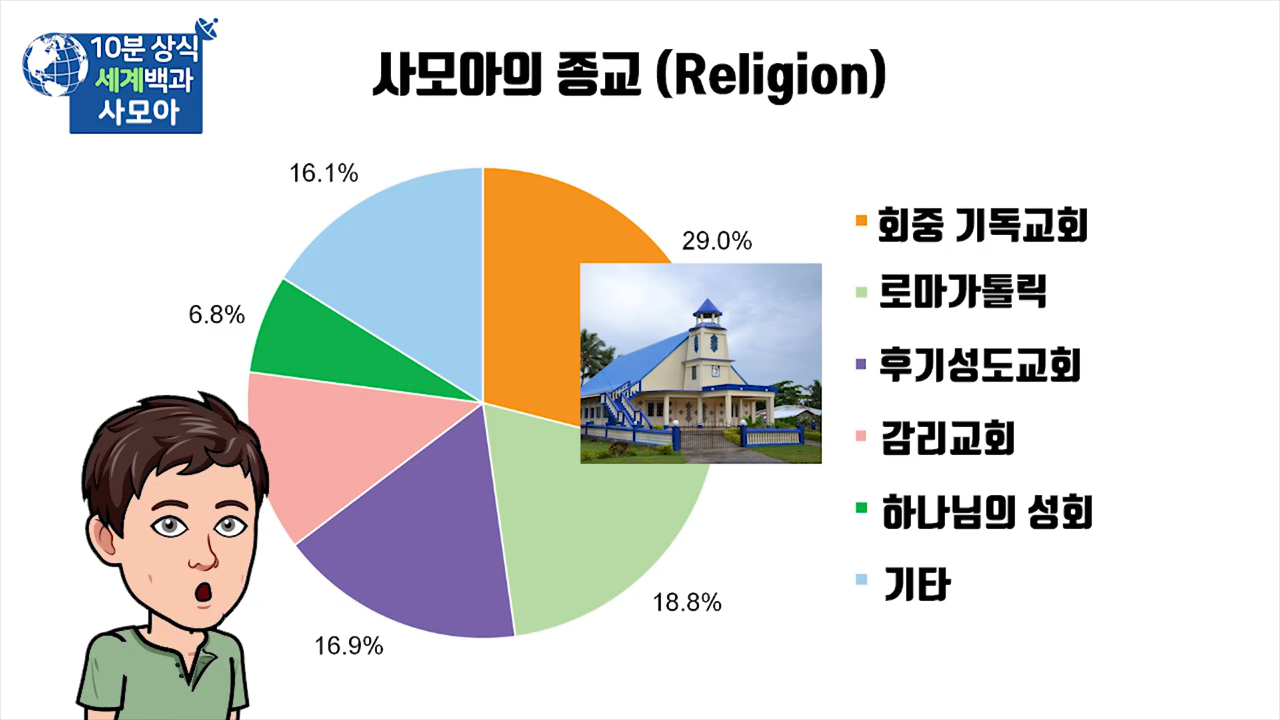 10분 상식
세계백과
사모아
사모아의 종교 (Religion)
16.1%
29.0%
6.8%
18.8%
16.9%
회중 기독교회
로마가톨릭
후기성도교회
감리교회
하나님의 성회
기타